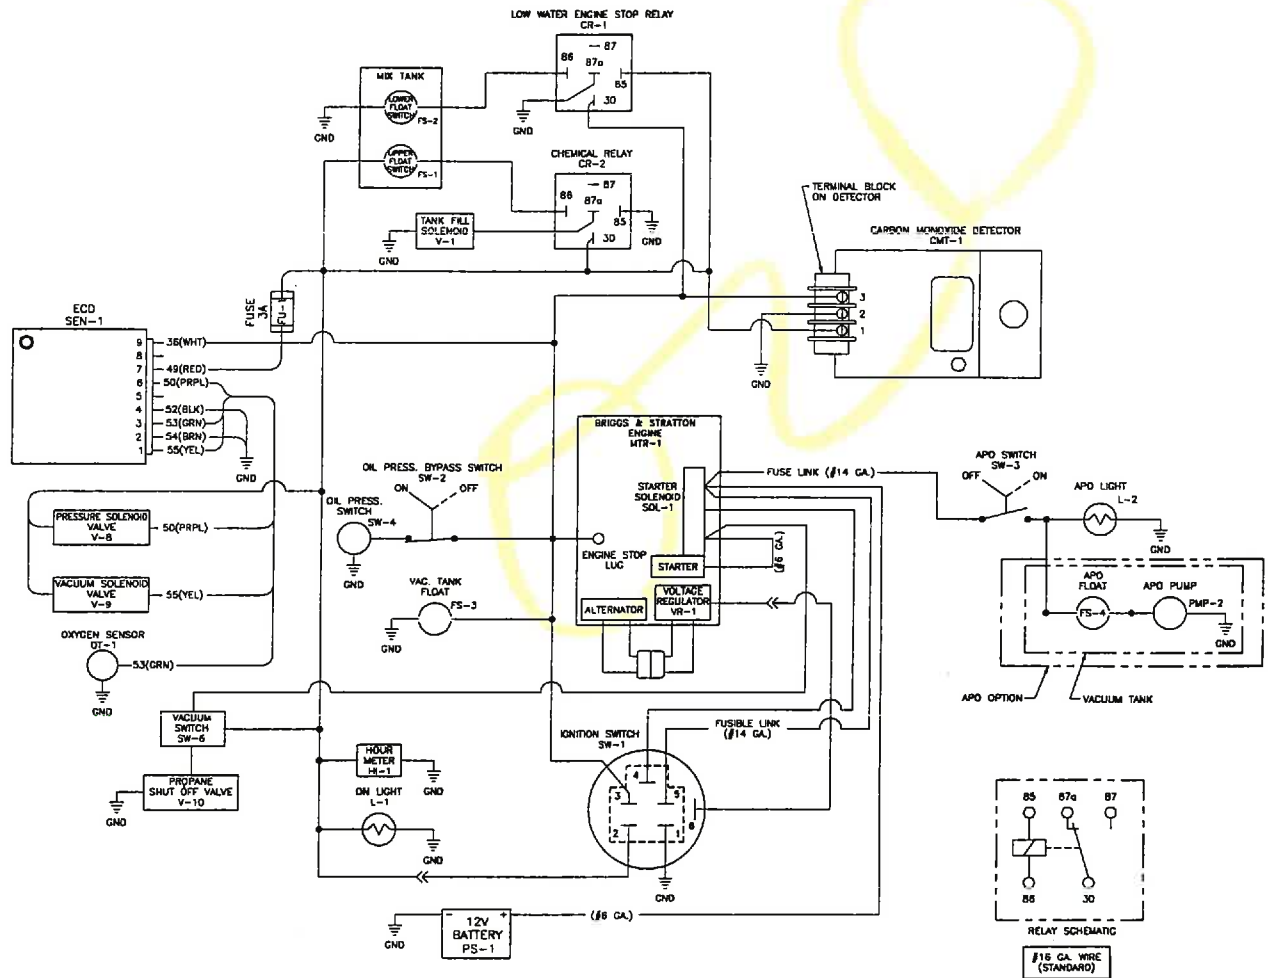 LOW WATER ENGINE STOP RELAY
CR-1
87
86
87a
85
30
GND
MIX TANK
LOWER
FLOAT
SWITCH
FS-2
GND
UPPER
FLOAT
SWITCH
FS-1
CHEMICAL RELAY
CR-2
87
86
87a
85
30
GND
TANK FILL
SOLENOID
V-1
GND
TERMINAL BLOCK
ON DETECTOR
CARBON MONOXIDE DETECTOR
CMT-1
3
2
1
GND
FUSE
3A
FU-1
ECD
SEN-1
9 36(WHT)
8
7 49(RED)
6 50(PRPL)
5
4 52(BLK)
3 53(GRN)
2 54(BRN)
1 55(YEL)
GND
BRIGGS & STRATTON
ENGINE
MTR-1
STARTER
SOLENOID
SOL-1
ENGINE STOP
LUG
STARTER
(#6 GA.)
ALTERNATOR
VOLTAGE
REGULATOR
VR-1
FUSE LINK (#14 GA.)
APO SWITCH
SW-3
OFF
ON
APO LIGHT
L-2
GND
OIL PRESS. BYPASS SWITCH
SW-2
ON
OFF
OIL PRESS.
SWITCH
SW-4
GND
VAC. TANK
FLOAT
FS-3
GND
PRESSURE SOLENOID
VALVE
V-8
50(PRPL)
VACUUM SOLENOID
VALVE
V-9
55(YEL)
OXYGEN SENSOR
OT-1
53(GRN)
GND
APO
FLOAT
FS-4
APO PUMP
PMP-2
GND
APO OPTION
VACUUM TANK
VACUUM
SWITCH
SW-6
PROPANE
SHUT OFF VALVE
V-10
GND
HOUR
METER
HI-1
GND
ON LIGHT
L-1
GND
IGNITION SWITCH
SW-1
FUSIBLE LINK
(#14 GA.)
4
3
5
6
2
1
GND
- +
12V
BATTERY
PS-1
GND
(#6 GA.)
85
87a
87
86
30
RELAY SCHEMATIC
#16 GA. WIRE
(STANDARD)